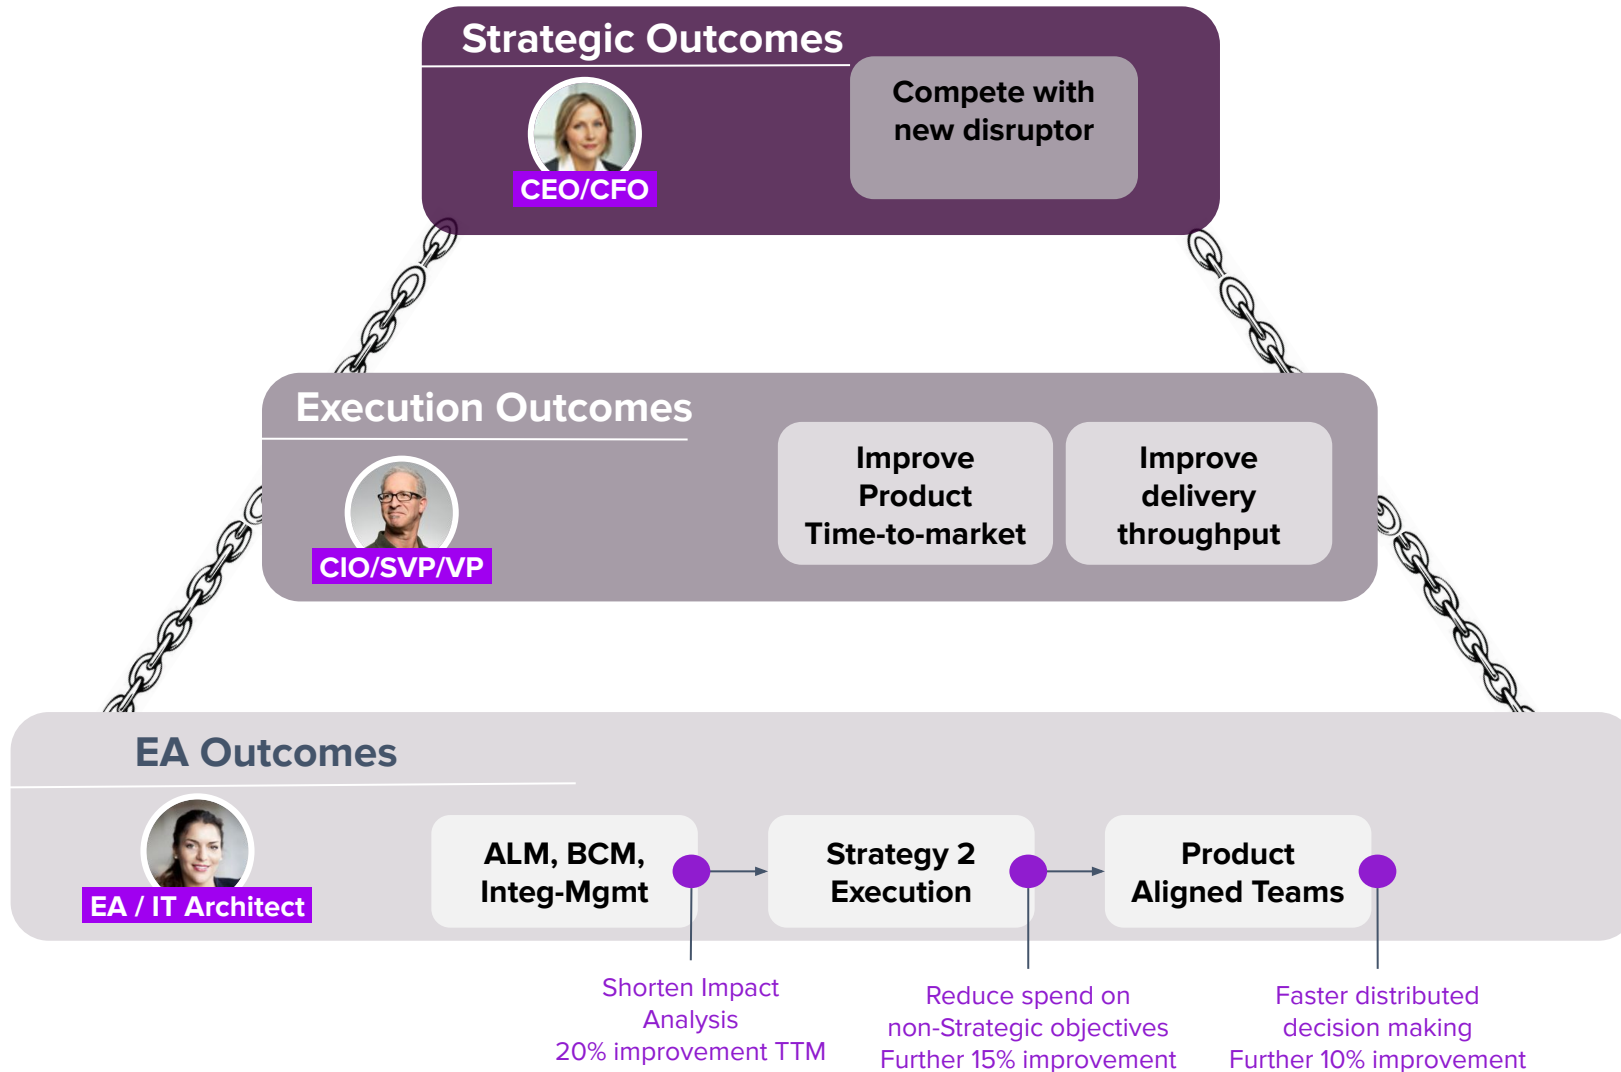 Strategic Outcomes
Compete with
new disruptor
CEO/CFO
Execution Outcomes
Improve
Product
Time-to-market
Improve
delivery
throughput
CIO/SVP/VP
EA Outcomes
EA / IT Architect
ALM, BCM,
Integ-Mgmt
Strategy 2
Execution
Product
Aligned Teams
Shorten Impact
Analysis
20% improvement TTM
Reduce spend on
non-Strategic objectives
Further 15% improvement
Faster distributed
decision making
Further 10% improvement